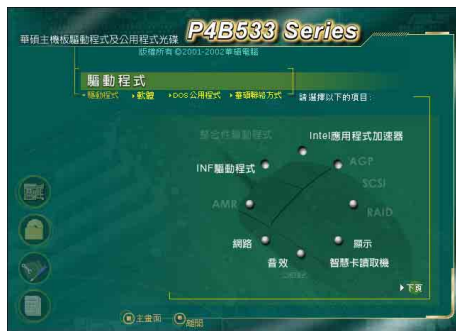 P4B533 Series
華碩主機板驅動程式及公用程式光碟
版權所有©2001-2002華碩電腦
驅動程式
驅動程式 軟體 DOS公用程式 華碩聯絡方式
請選擇以下的項目:
整合性驅動程式
Intel應用程式加速器
INF驅動程式
AGP
SCSI
AMR
RAID
網路
顯示
音效
智慧卡讀取機
下頁
主畫面
離開